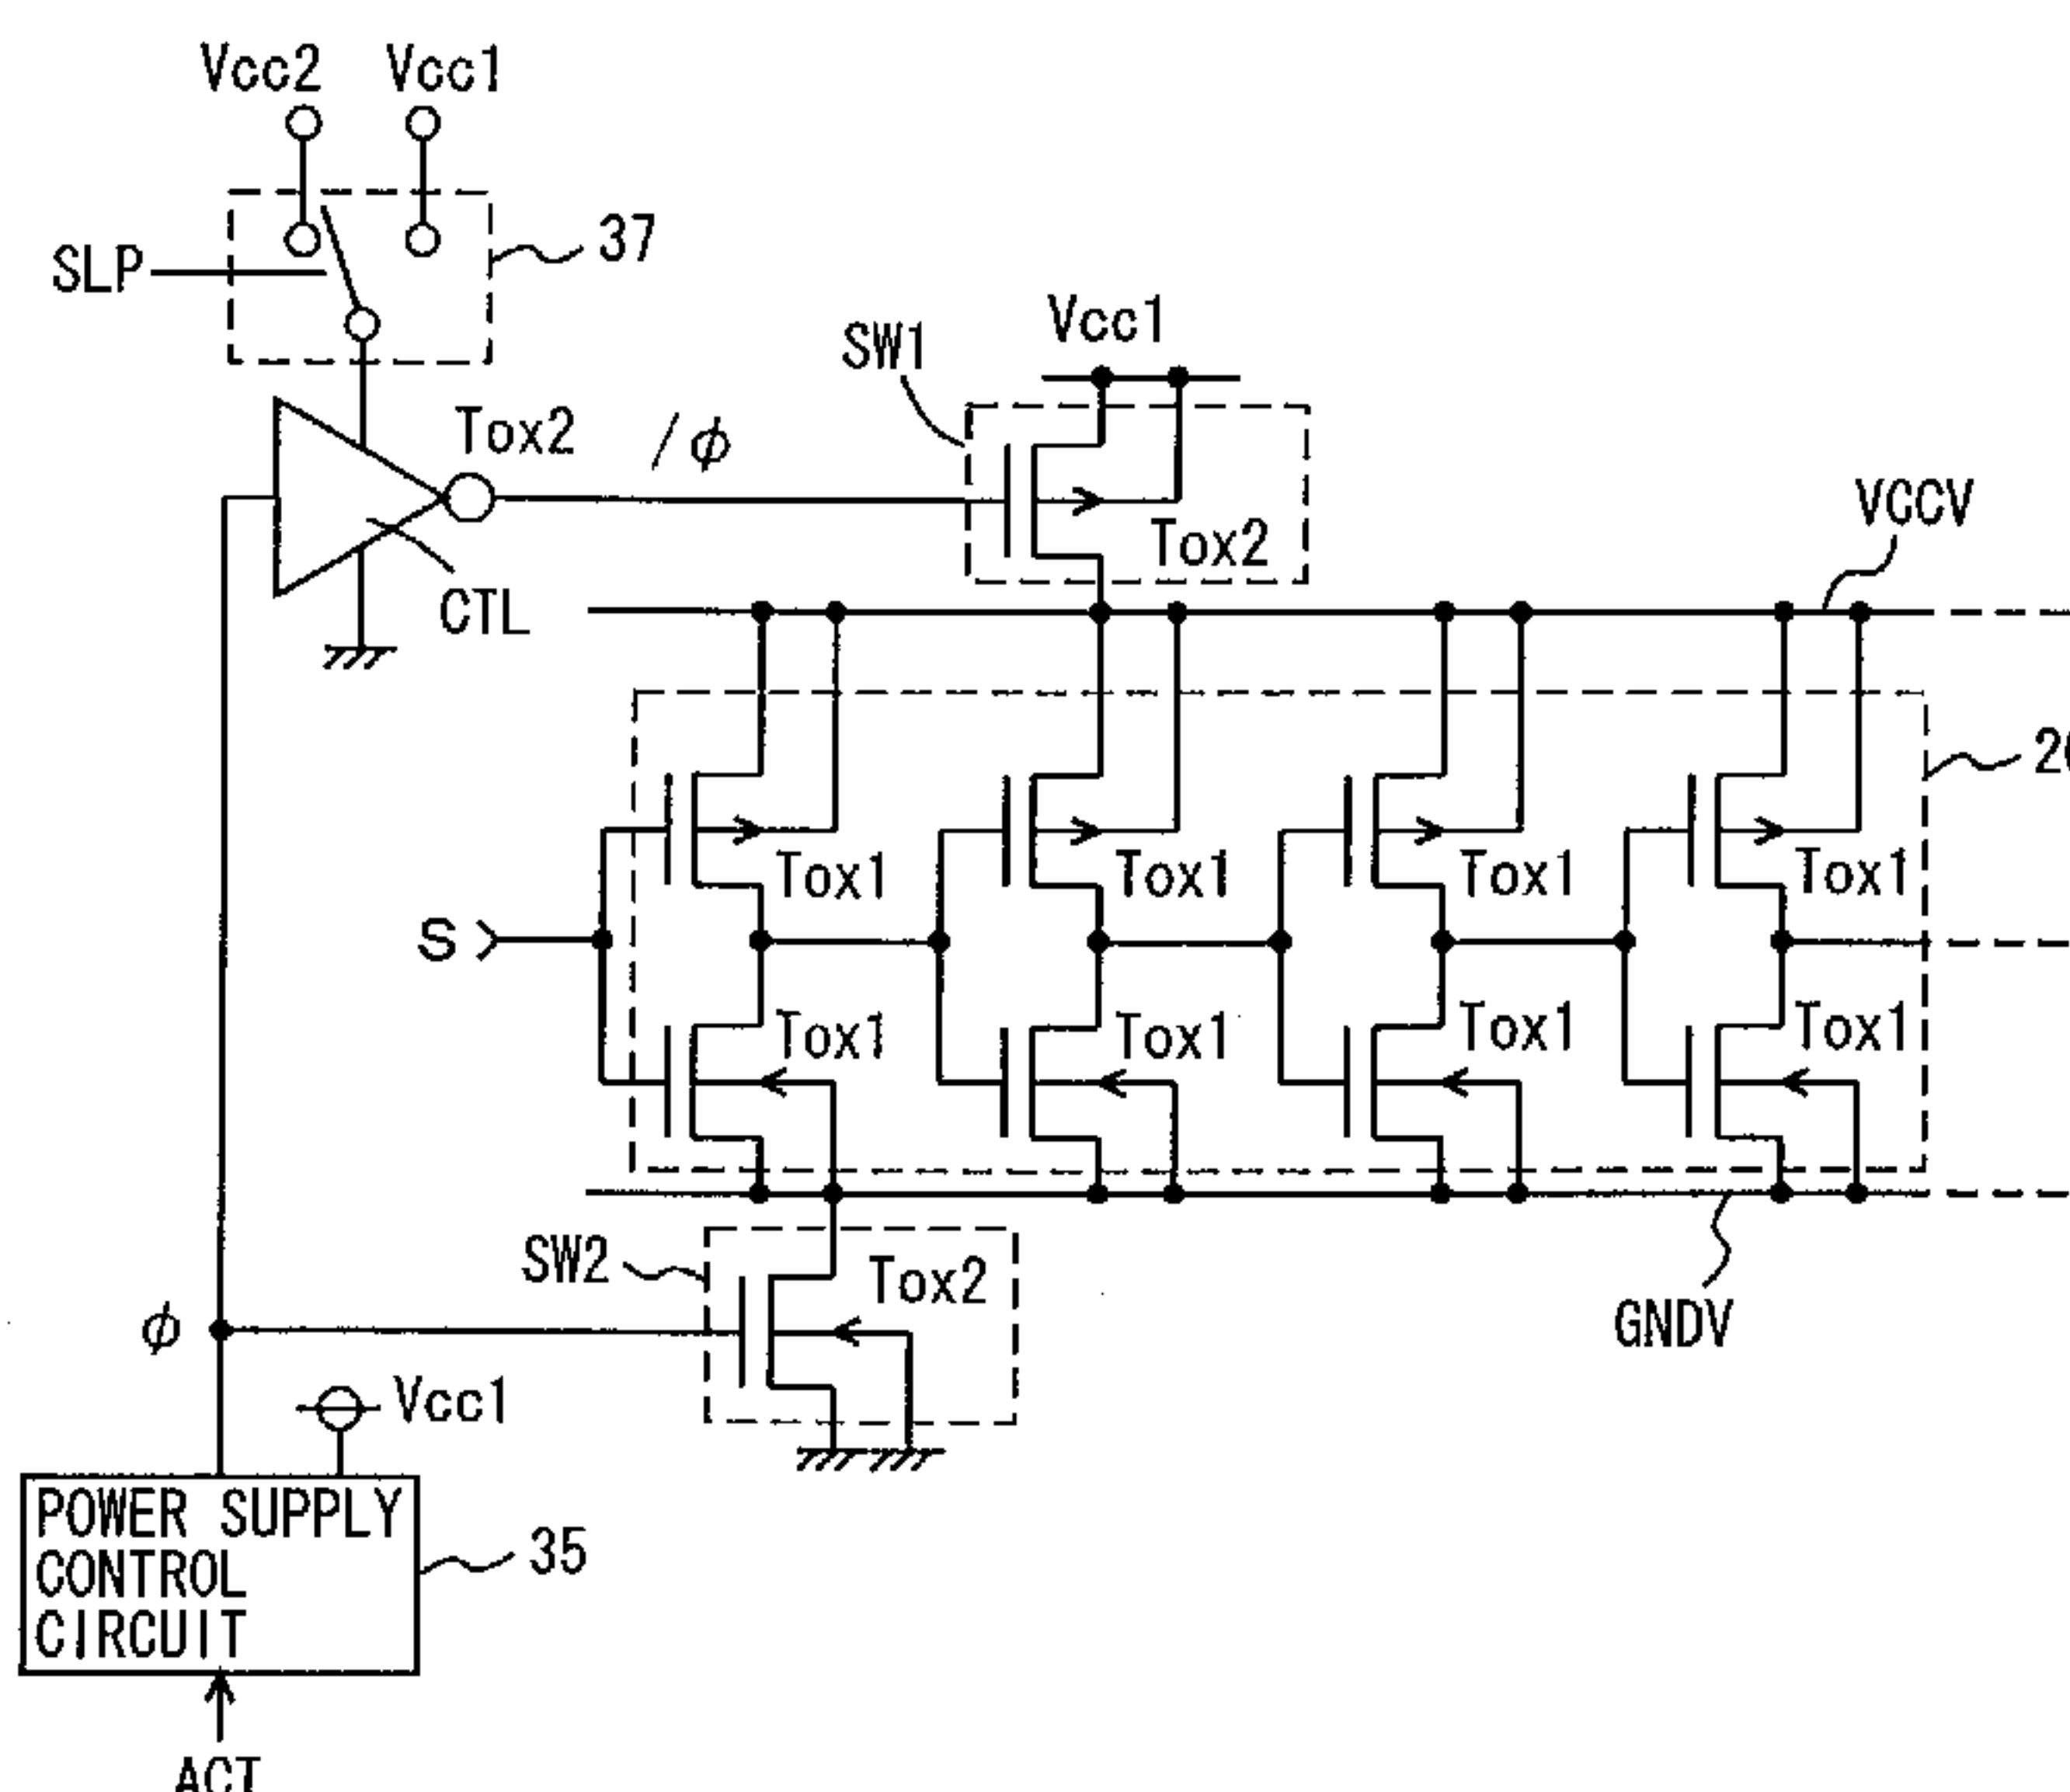 Vcc2 Vcc1
SLP
37
SW1
Vcc1
Tox2
/φ
Tox2
VCCV
CTL
Tox1 Tox1 Tox1 Tox1
S
Tox1 Tox1 Tox1 Tox1
SW2
Tox2
GNDV
φ
Vcc1
POWER SUPPLY
CONTROL
CIRCUIT
35
ACT